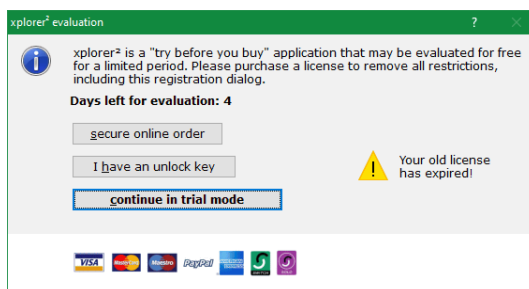 xplorer² evaluation
?
xplorer² is a "try before you buy" application that may be evaluated for free
for a limited period. Please purchase a license to remove all restrictions,
including this registration dialog.
Days left for evaluation: 4
secure online order
I have an unlock key
Your old license
has expired!
continue in trial mode
VISA MasterCard Maestro PayPal